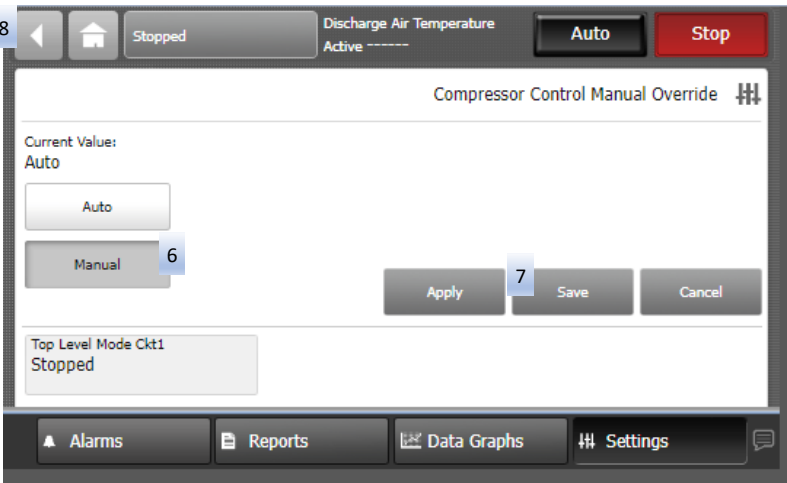 8
Stopped
Discharge Air Temperature
Active ------
Auto
Stop
Compressor Control Manual Override
Current Value:
Auto
Auto
Manual
6
Apply
7
Save
Cancel
Top Level Mode Ckt1
Stopped
Alarms
Reports
Data Graphs
Settings